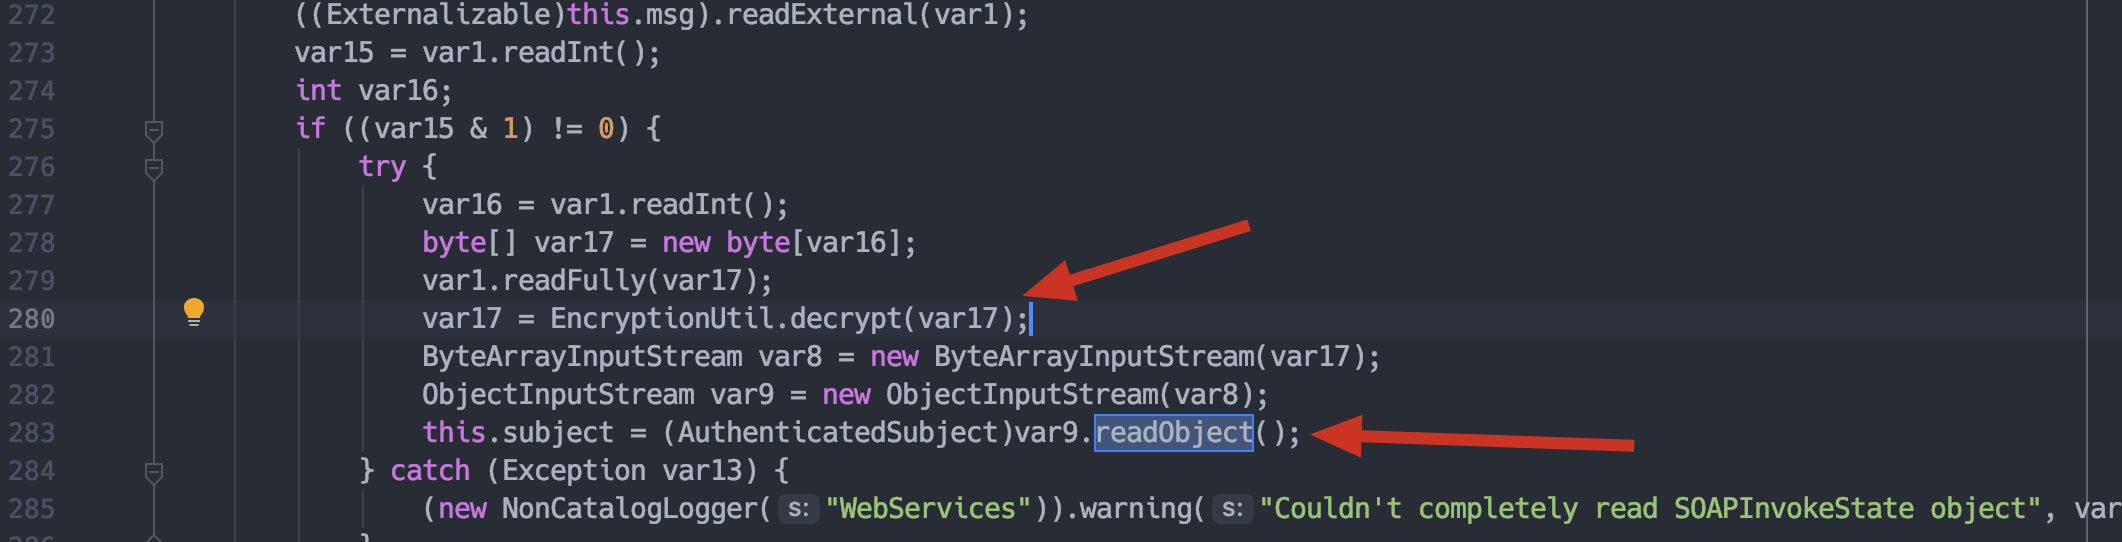 272 ((Externalizable)this.msg).readExternal(var1);
273 var15 = var1.readInt();
274 int var16;
275 if ((var15 & 1) != 0) {
276 try {
277 var16 = var1.readInt();
278 byte[] var17 = new byte[var16];
279 var1.readFully(var17);
280 var17 = EncryptionUtil.decrypt(var17);
281 ByteArrayInputStream var8 = new ByteArrayInputStream(var17);
282 ObjectInputStream var9 = new ObjectInputStream(var8);
283 this.subject = (AuthenticatedSubject)var9.readObject();
284 } catch (Exception var13) {
285 (new NonCatalogLogger( s: "WebServices")).warning( s: "Couldn't completely read SOAPInvokeState object", var
}